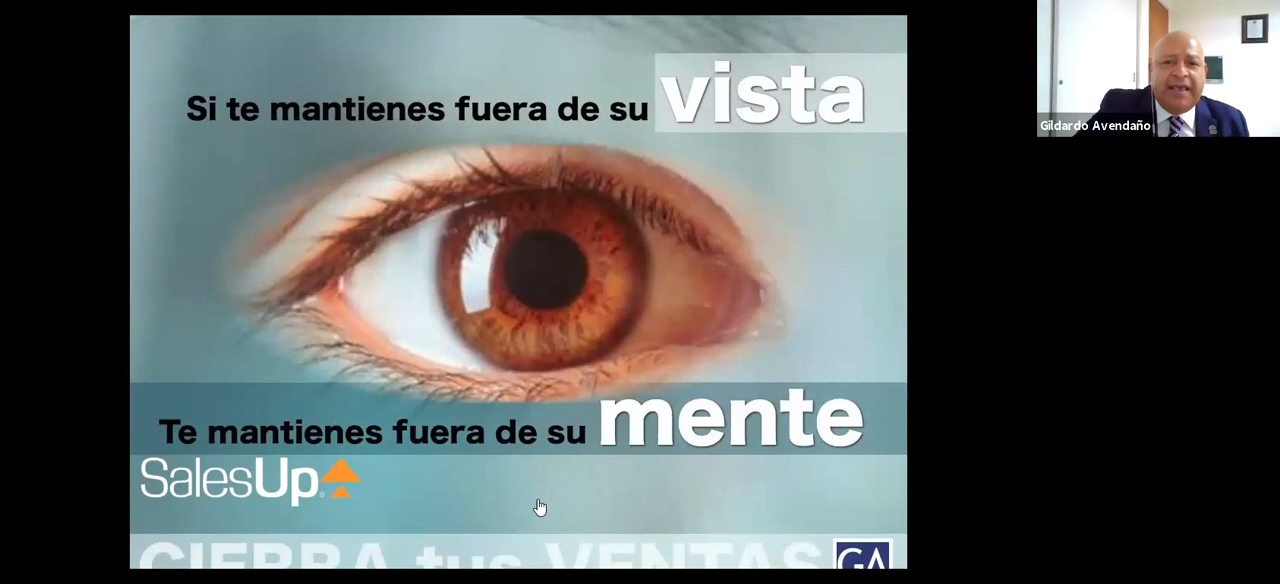 Si te mantienes fuera de su vista
Gildardo Avendaño
Te mantienes fuera de su mente
SalesUp
CIERRA tus VENTAS
GA